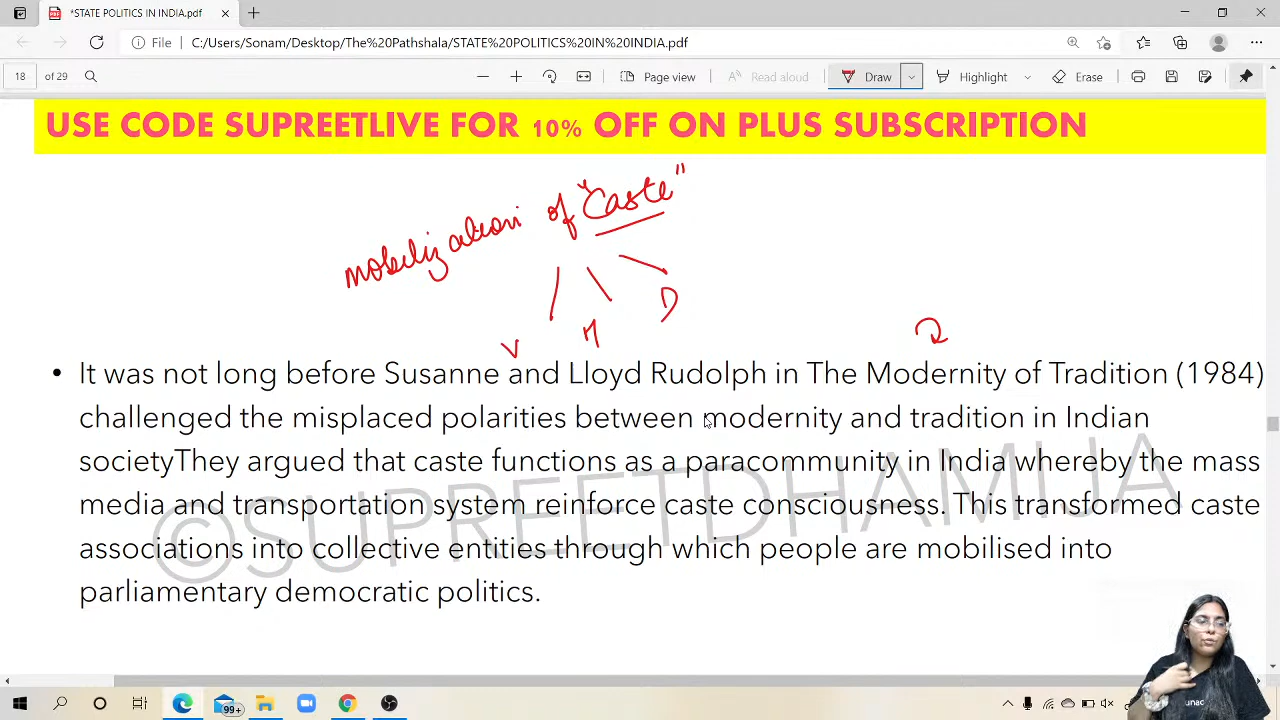 *STATE POLITICS IN INDIA.pdf
File C:/Users/Sonam/Desktop/The%20Pathshala/STATE%20POLITICS%20IN%20INDIA.pdf
18 of 29 Page view Read aloud Draw Highlight Erase
USE CODE SUPREETLIVE FOR 10% OFF ON PLUS SUBSCRIPTION
mobilization of "Caste"
V M D
R
• It was not long before Susanne and Lloyd Rudolph in The Modernity of Tradition (1984)
challenged the misplaced polarities between modernity and tradition in Indian
societyThey argued that caste functions as a paracommunity in India whereby the mass
media and transportation system reinforce caste consciousness. This transformed caste
associations into collective entities through which people are mobilised into
parliamentary democratic politics.
©SUPREETDHAMIJA
99+